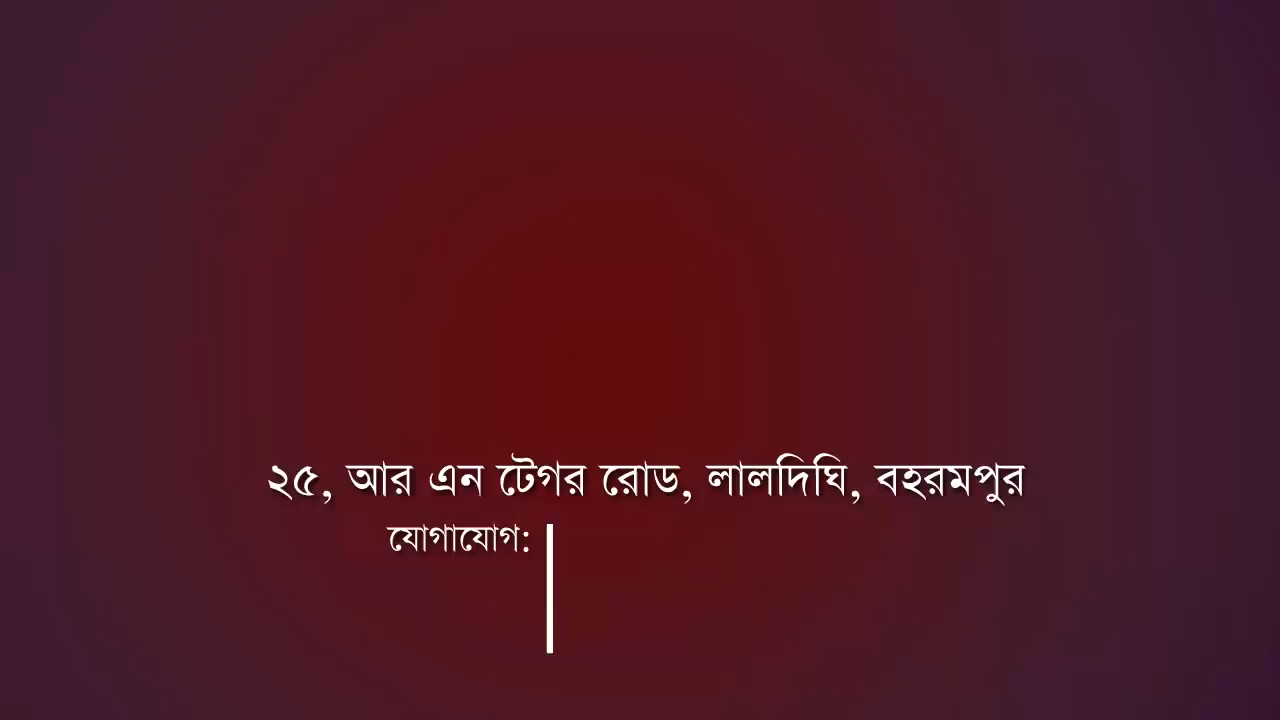 ২৫, আর এন টেগর রোড, লালদিঘি, বহরমপুর
যোগাযোগ: